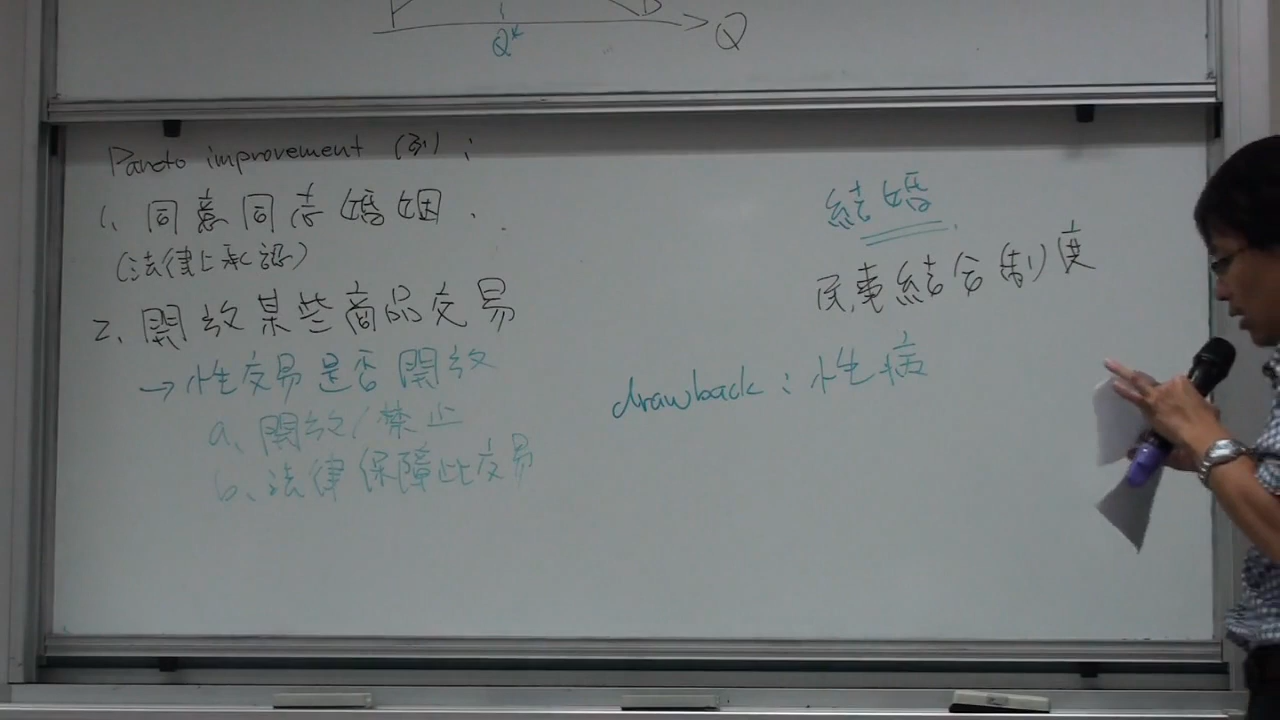 P D
Q* Q
Pareto improvement (例):
1. 同意同志婚姻.
(法律上承認)
2. 開放某些商品交易
→ 性交易是否開放
a. 開放/禁止
b. 法律保障此交易
結婚
民事結合制度
drawback: 性病